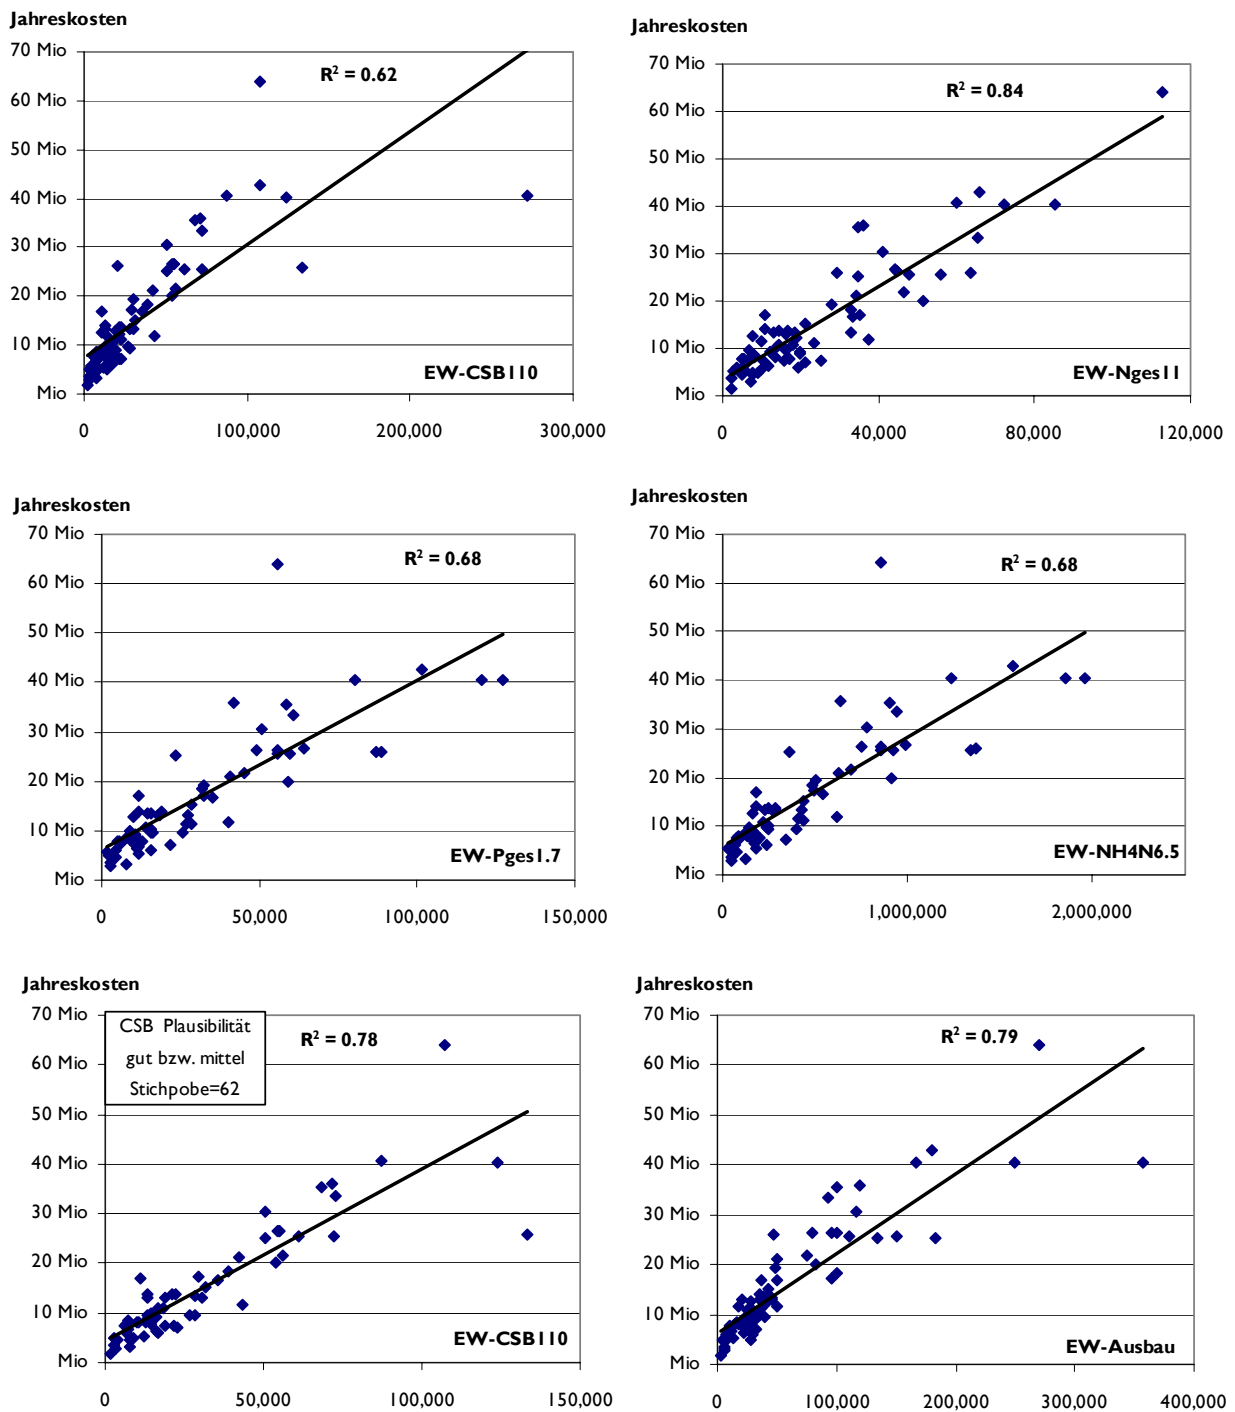 Jahreskosten
70 Mio
60 Mio
50 Mio
40 Mio
30 Mio
20 Mio
10 Mio
Mio
R² = 0.62
EW-CSB110
0 100,000 200,000 300,000
Jahreskosten
70 Mio
60 Mio
50 Mio
40 Mio
30 Mio
20 Mio
10 Mio
Mio
R² = 0.84
EW-Nges11
0 40,000 80,000 120,000
Jahreskosten
70 Mio
60 Mio
50 Mio
40 Mio
30 Mio
20 Mio
10 Mio
Mio
R² = 0.68
EW-Pges1.7
0 50,000 100,000 150,000
Jahreskosten
70 Mio
60 Mio
50 Mio
40 Mio
30 Mio
20 Mio
10 Mio
Mio
R² = 0.68
EW-NH4N6.5
0 1,000,000 2,000,000
Jahreskosten
70 Mio
60 Mio
50 Mio
40 Mio
30 Mio
20 Mio
10 Mio
Mio
CSB Plausibilität
gut bzw. mittel
Stichpobe=62
R² = 0.78
EW-CSB110
0 50,000 100,000 150,000
Jahreskosten
70 Mio
60 Mio
50 Mio
40 Mio
30 Mio
20 Mio
10 Mio
Mio
R² = 0.79
EW-Ausbau
0 100,000 200,000 300,000 400,000